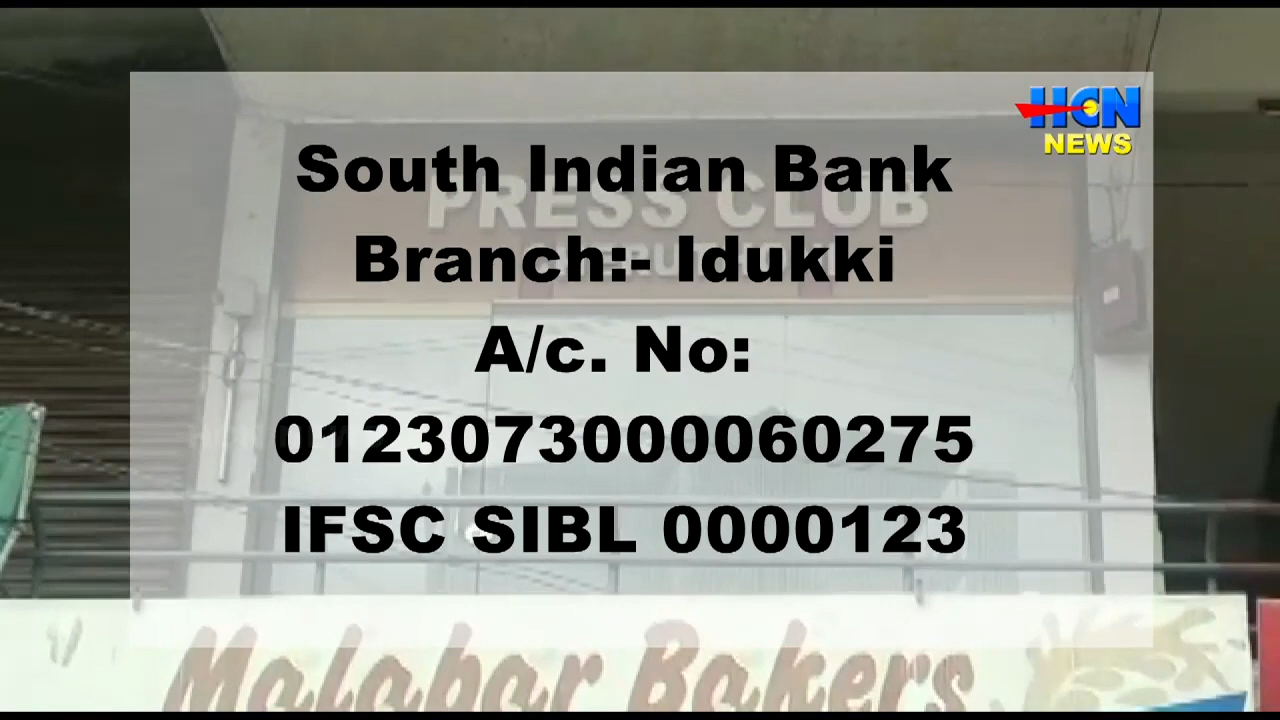 HCN
NEWS
South Indian Bank
PRESS CLUB
Branch:- Idukki
A/c. No:
0123073000060275
IFSC SIBL 0000123
Malabar Bakers